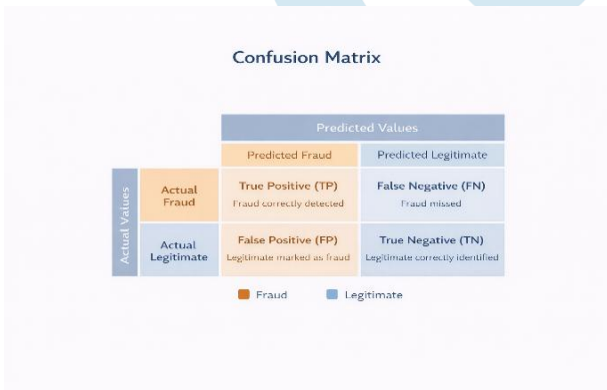 Confusion Matrix
Predicted Values
Predicted Fraud
Predicted Legitimate
Actual Values
Actual
Fraud
True Positive (TP)
Fraud correctly detected
False Negative (FN)
Fraud missed
Actual
Legitimate
False Positive (FP)
Legitimate marked as fraud
True Negative (TN)
Legitimate correctly identified
Fraud
Legitimate